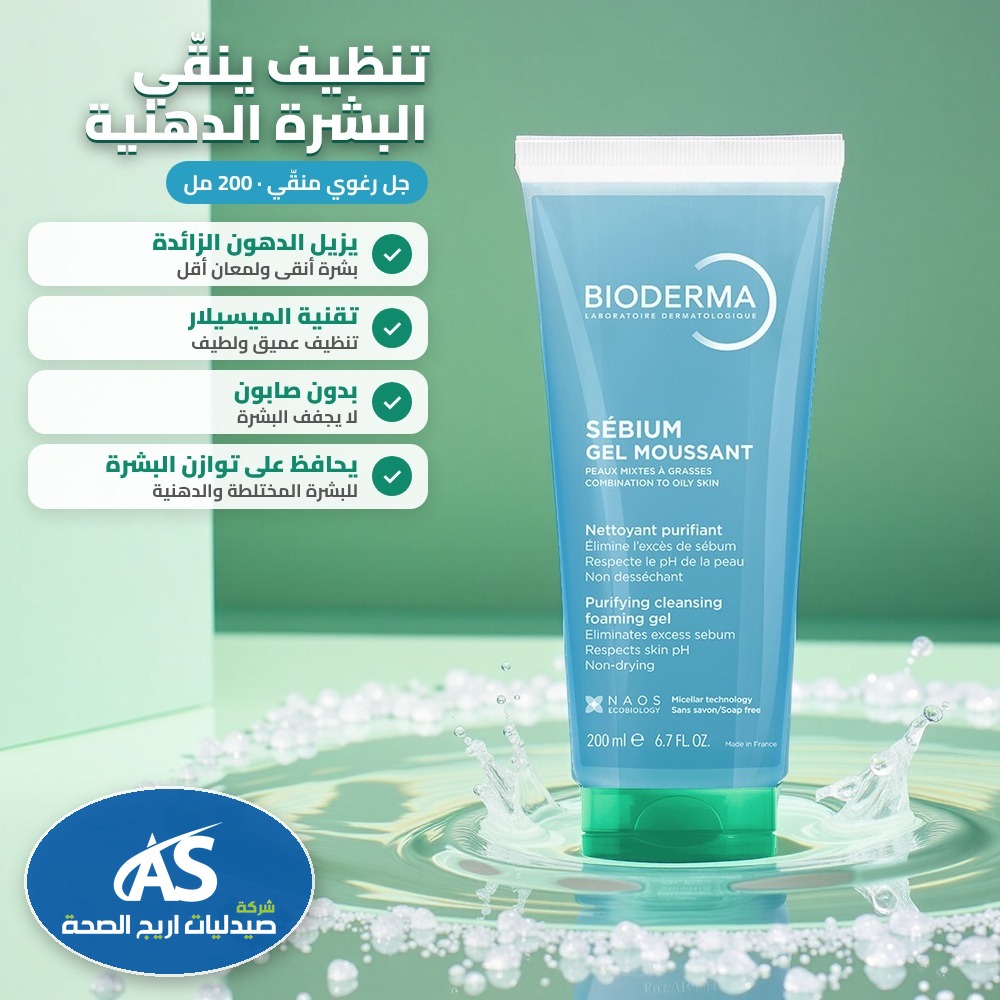 تنظيف ينقّي
البشرة الدهنية
جل رغوي منقّي · 200 مل
يزيل الدهون الزائدة
بشرة أنقى ولمعان أقل
تقنية الميسيلار
تنظيف عميق ولطيف
بدون صابون
لا يجفف البشرة
يحافظ على توازن البشرة
للبشرة المختلطة والدهنية
BIODERMA
LABORATOIRE DERMATOLOGIQUE
SÉBIUM
GEL MOUSSANT
PEAUX MIXTES À GRASSES
COMBINATION TO OILY SKIN
Nettoyant purifiant
Élimine l'excès de sébum
Respecte le pH de la peau
Non desséchant
Purifying cleansing
foaming gel
Eliminates excess sebum
Respects skin pH
Non-drying
NAOS
ECOBIOLOGY
Micellar technology
Sans savon/Soap free
200 ml e 6.7 FL. OZ.
Made in France
AS
شركة
صيدليات اريج الصحة